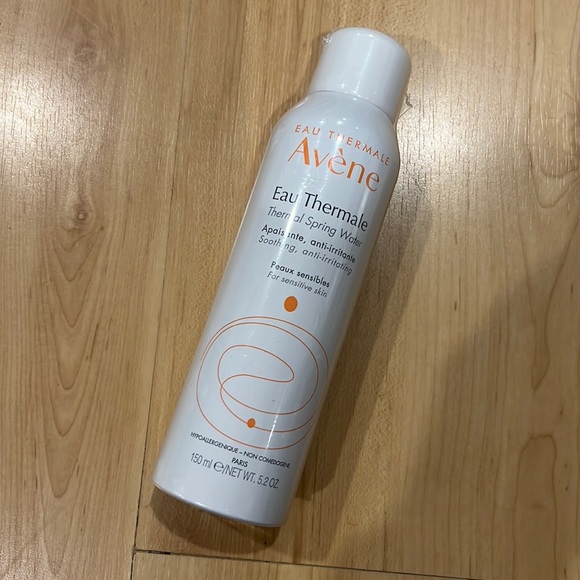 EAU THERMALE
Avène
Eau Thermale
Thermal Spring Water
Apaisante, anti-irritante
Soothing, anti-irritating
Peaux sensibles
For sensitive skin
HYPOALLERGENIQUE – NON COMEDOGENE
PARIS
150 ml ℮/NET WT. 5.2 OZ.